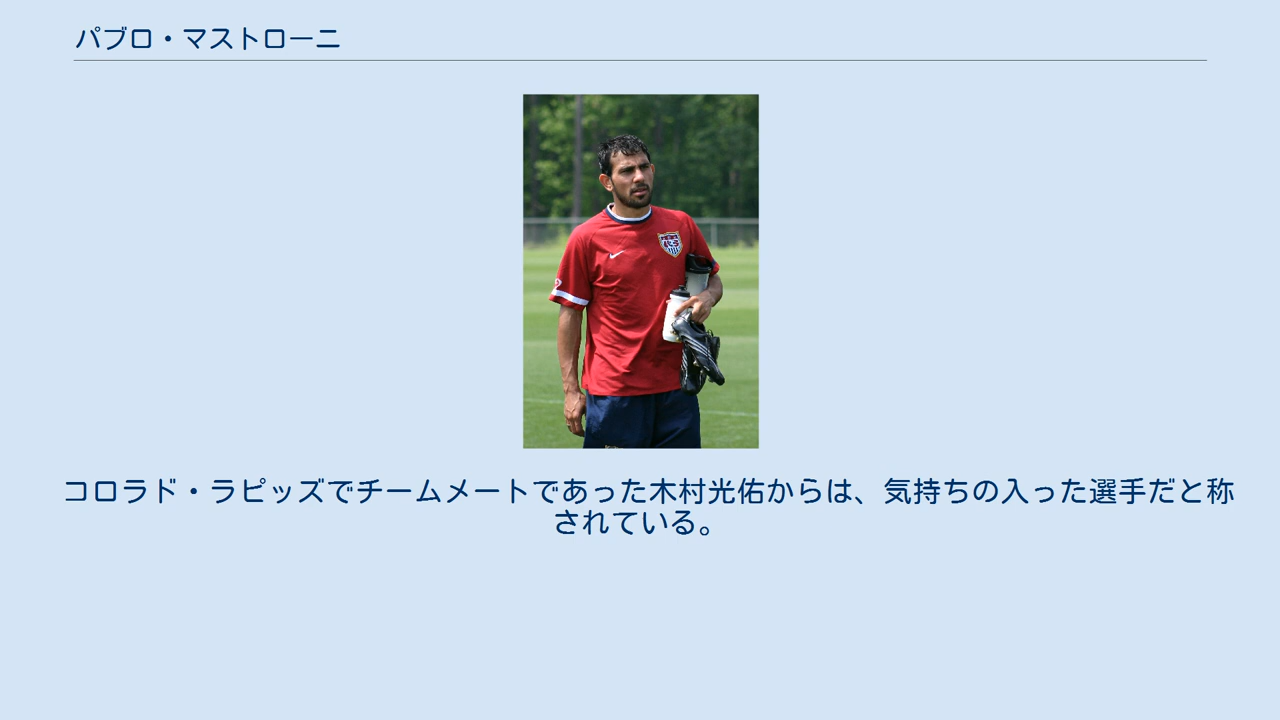 パブロ・マストローニ
コロラド・ラピッズでチームメートであった木村光佑からは、気持ちの入った選手だと称
されている。